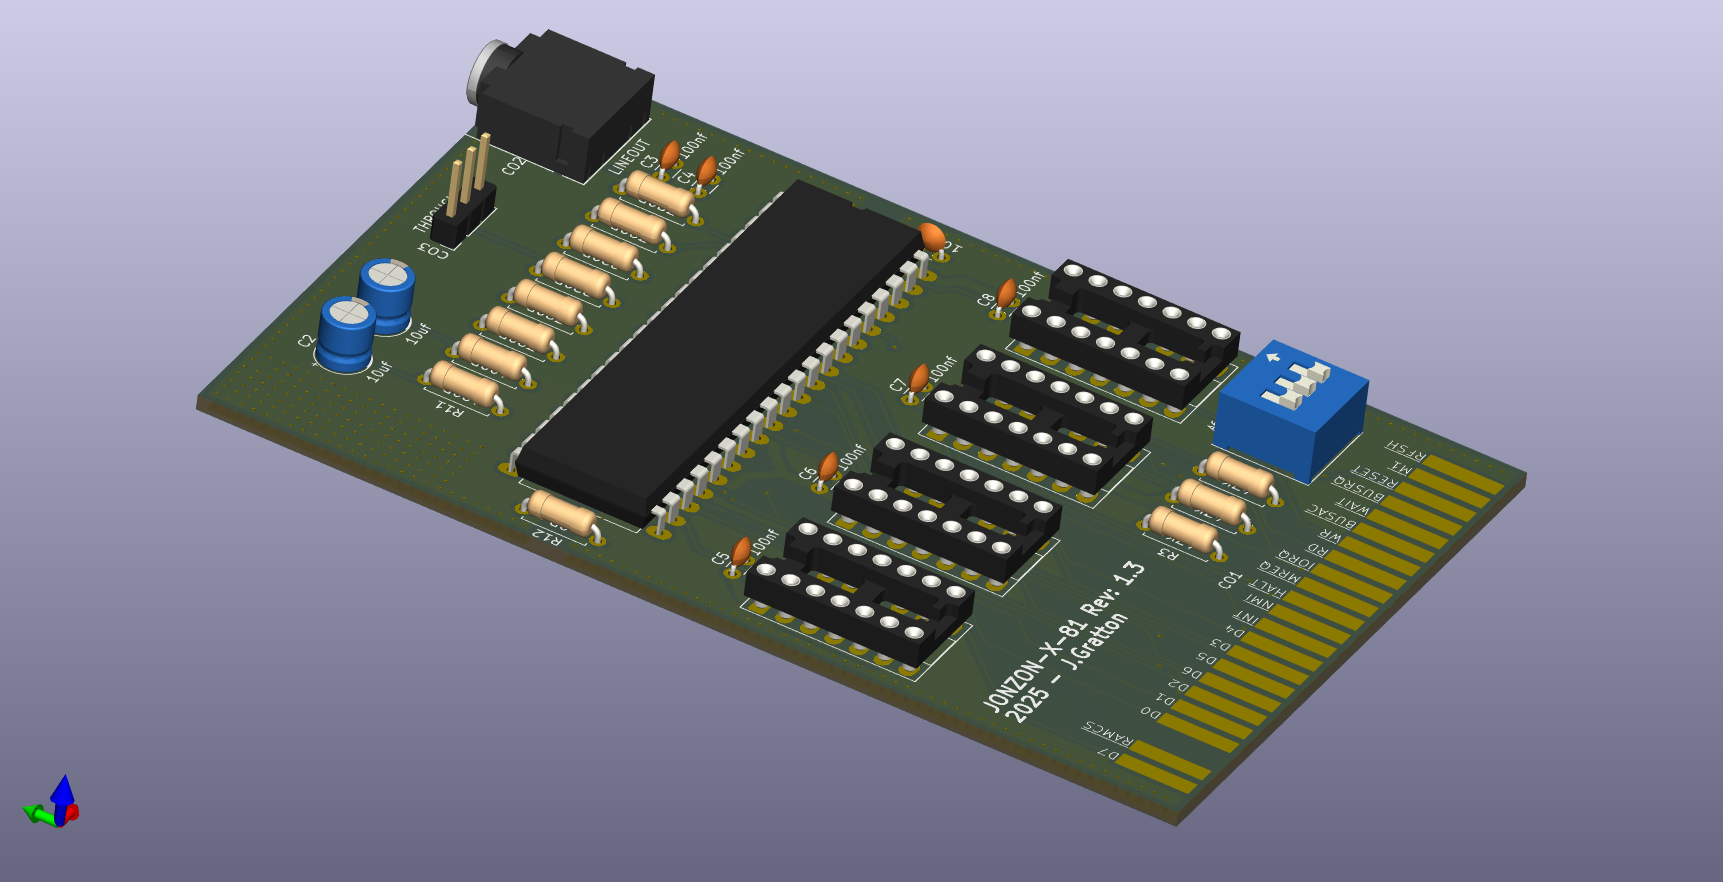 LINEOUT
C3
100nf
C4
100nf
CO2
CO3
C2
10uf
10uf
R11
R12
C8
100nf
C7
100nf
C6
100nf
C5
100nf
R3
CO1
JONZON-X-81 Rev: 1.3
2025 - J.Gratton
RFSH
M1
RESET
BUSRQ
WAIT
BUSAC
WR
RD
IORQ
MREQ
HALT
NMI
INT
D4
D3
D5
D6
D2
D1
D0
RAMCS
D7